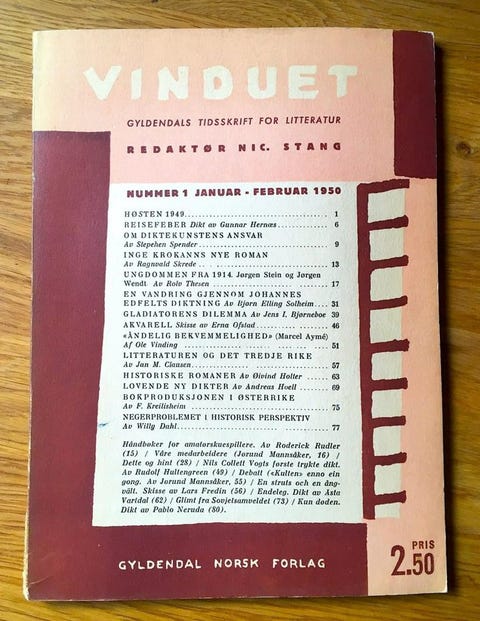 VINDUET
GYLDENDALS TIDSSKRIFT FOR LITTERATUR
REDAKTØR NIC. STANG
NUMMER 1 JANUAR - FEBRUAR 1950
HØSTEN 1949 1
REISEFEBER Dikt av Gunnar Hernæs 6
OM DIKTEKUNSTENS ANSVAR
Av Stepehen Spender 9
INGE KROKANNS NYE ROMAN
Av Ragnvald Skrede 13
UNGDOMMEN FRA 1914. Jørgen Stein og Jørgen
Wendt Av Rolv Thesen 17
EN VANDRING GJENNOM JOHANNES
EDFELTS DIKTNING Av Bjørn Elling Solheim 31
GLADIATORENS DILEMMA Av Jens I. Bjørneboe 39
AKVARELL Skisse av Erna Ofstad 46
«ÅNDELIG BEKVEMMELIGHED» (Marcel Aymé)
Af Ole Vinding 51
LITTERATUREN OG DET TREDJE RIKE
Av Jan M. Clausen 57
HISTORISKE ROMANER Av Øivind Holter 63
LOVENDE NY DIKTER Av Andreas Hoell 69
BOKPRODUKSJONEN I ØSTERRIKE
Av F. Kreilisheim 75
NEGERPROBLEMET I HISTORISK PERSPEKTIV
Av Willy Dahl 77
Håndbøker for amatørskuespillere. Av Roderick Rudler
(15) / Våre medarbeidere (Jorund Mannsåker, 16) /
Dette og hint (28) / Nils Collett Vogts første trykte dikt.
Av Rudolf Hultengreen (49) / Debatt («Kulten» enno ein
gong. Av Jorund Mannsåker, 55) / En struts och en ång-
vält. Skisse av Lars Fredin (56) / Endeleg. Dikt av Asta
Varidal (62) / Glimt fra Sovjetsamveldet (73) / Kun døden.
Dikt av Pablo Neruda (80).
GYLDENDAL NORSK FORLAG
PRIS
2.50